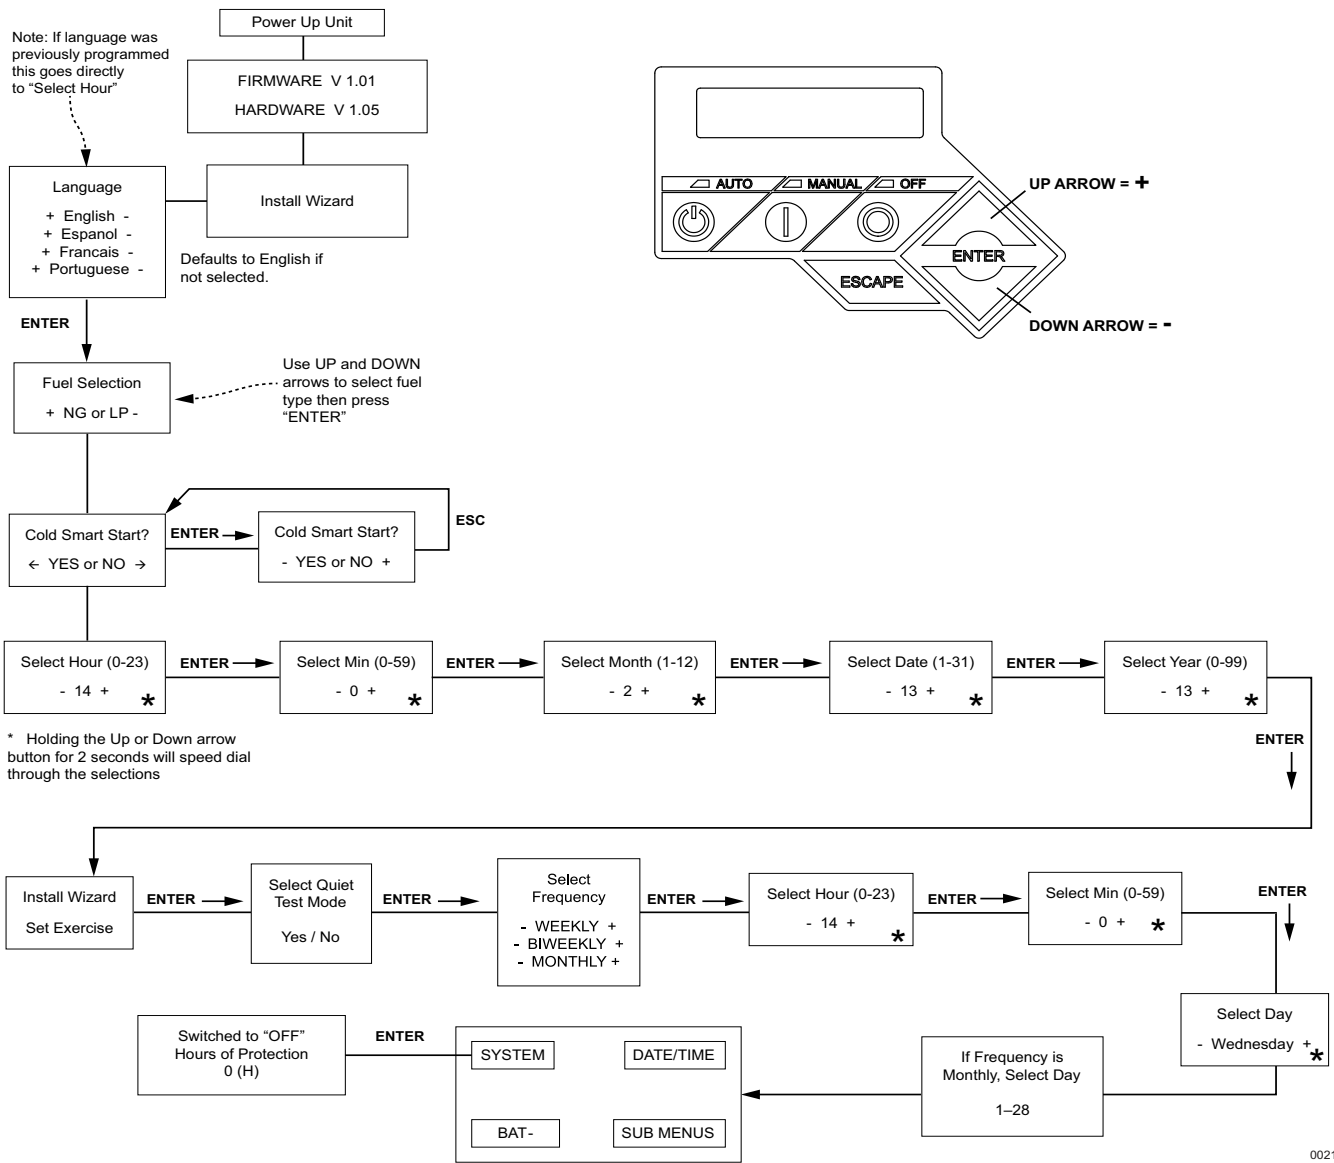 Power Up Unit
Note: If language was
previously programmed
this goes directly
to “Select Hour”
FIRMWARE V 1.01
HARDWARE V 1.05
Language
+ English -
+ Espanol -
+ Francais -
+ Portuguese -
Install Wizard
Defaults to English if
not selected.
AUTO
MANUAL
OFF
UP ARROW = +
ENTER
ESCAPE
DOWN ARROW = -
ENTER
Fuel Selection
+ NG or LP -
Use UP and DOWN
arrows to select fuel
type then press
“ENTER”
Cold Smart Start?
← YES or NO →
ENTER
Cold Smart Start?
- YES or NO +
ESC
Select Hour (0-23)
- 14 +
*
ENTER
Select Min (0-59)
- 0 +
*
ENTER
Select Month (1-12)
- 2 +
*
ENTER
Select Date (1-31)
- 13 +
*
ENTER
Select Year (0-99)
- 13 +
*
* Holding the Up or Down arrow
button for 2 seconds will speed dial
through the selections
ENTER
Install Wizard
Set Exercise
ENTER
Select Quiet
Test Mode
Yes / No
ENTER
Select
Frequency
- WEEKLY +
- BIWEEKLY +
- MONTHLY +
ENTER
Select Hour (0-23)
- 14 +
*
ENTER
Select Min (0-59)
- 0 +
*
ENTER
Select Day
- Wednesday +
*
If Frequency is
Monthly, Select Day
1–28
SYSTEM
DATE/TIME
BAT-
SUB MENUS
ENTER
Switched to “OFF”
Hours of Protection
0 (H)
0021